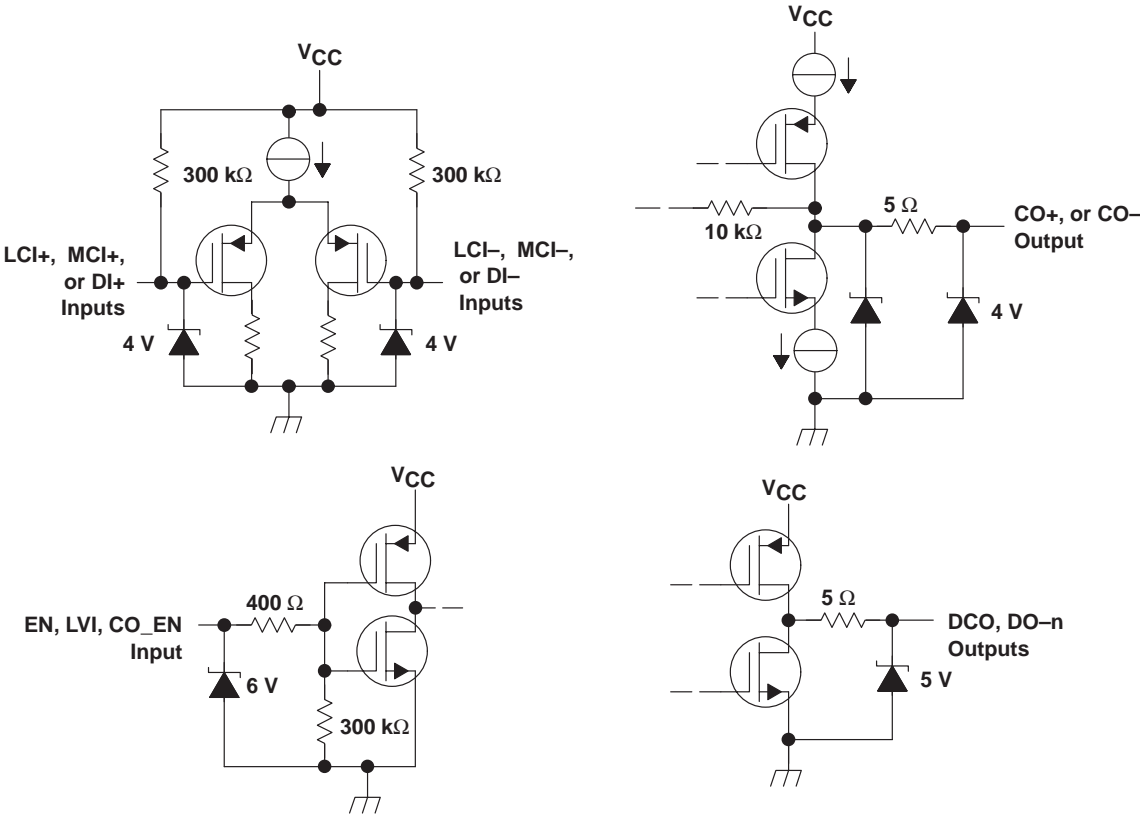 VCC
300 kΩ
300 kΩ
LCI+, MCI+,
or DI+
Inputs
LCI–, MCI–,
or DI–
Inputs
4 V
4 V
VCC
10 kΩ
5 Ω
CO+, or CO–
Output
4 V
VCC
400 Ω
EN, LVI, CO_EN
Input
6 V
300 kΩ
VCC
5 Ω
DCO, DO–n
Outputs
5 V